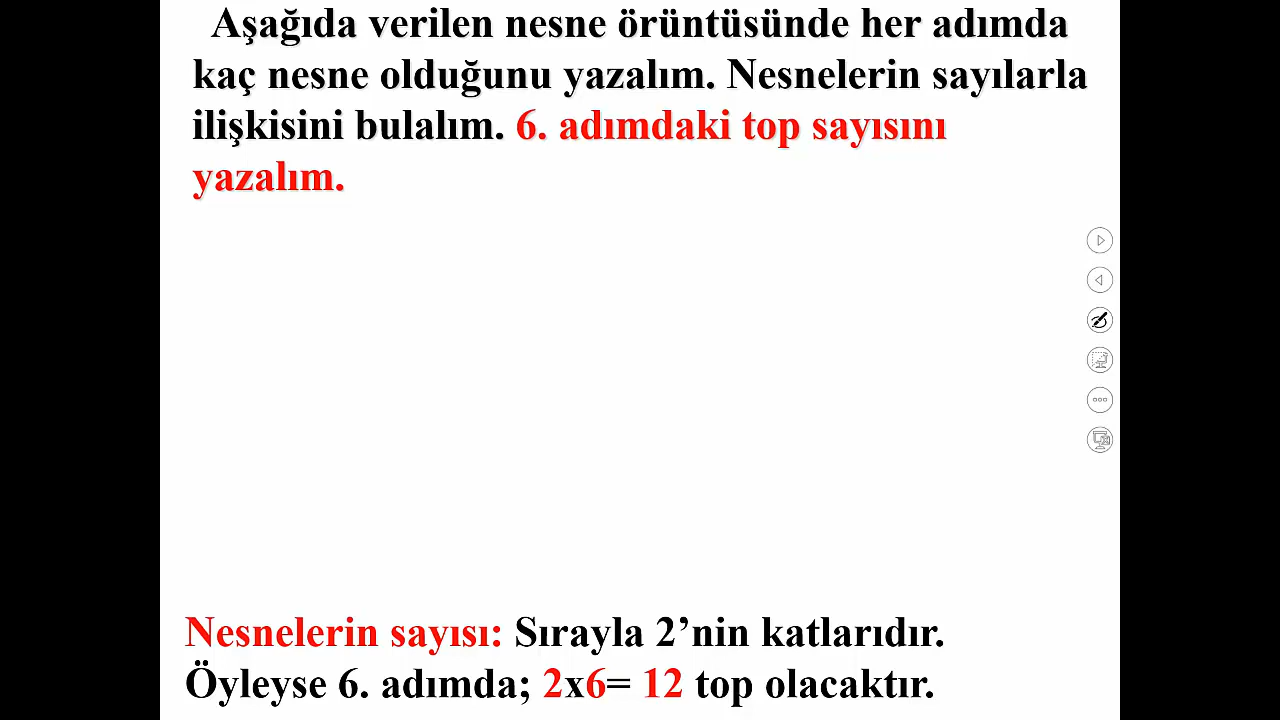 Aşağıda verilen nesne örüntüsünde her adımda
kaç nesne olduğunu yazalım. Nesnelerin sayılarla
ilişkisini bulalım. 6. adımdaki top sayısını
yazalım.
Nesnelerin sayısı: Sırayla 2’nin katlarıdır.
Öyleyse 6. adımda; 2x6= 12 top olacaktır.